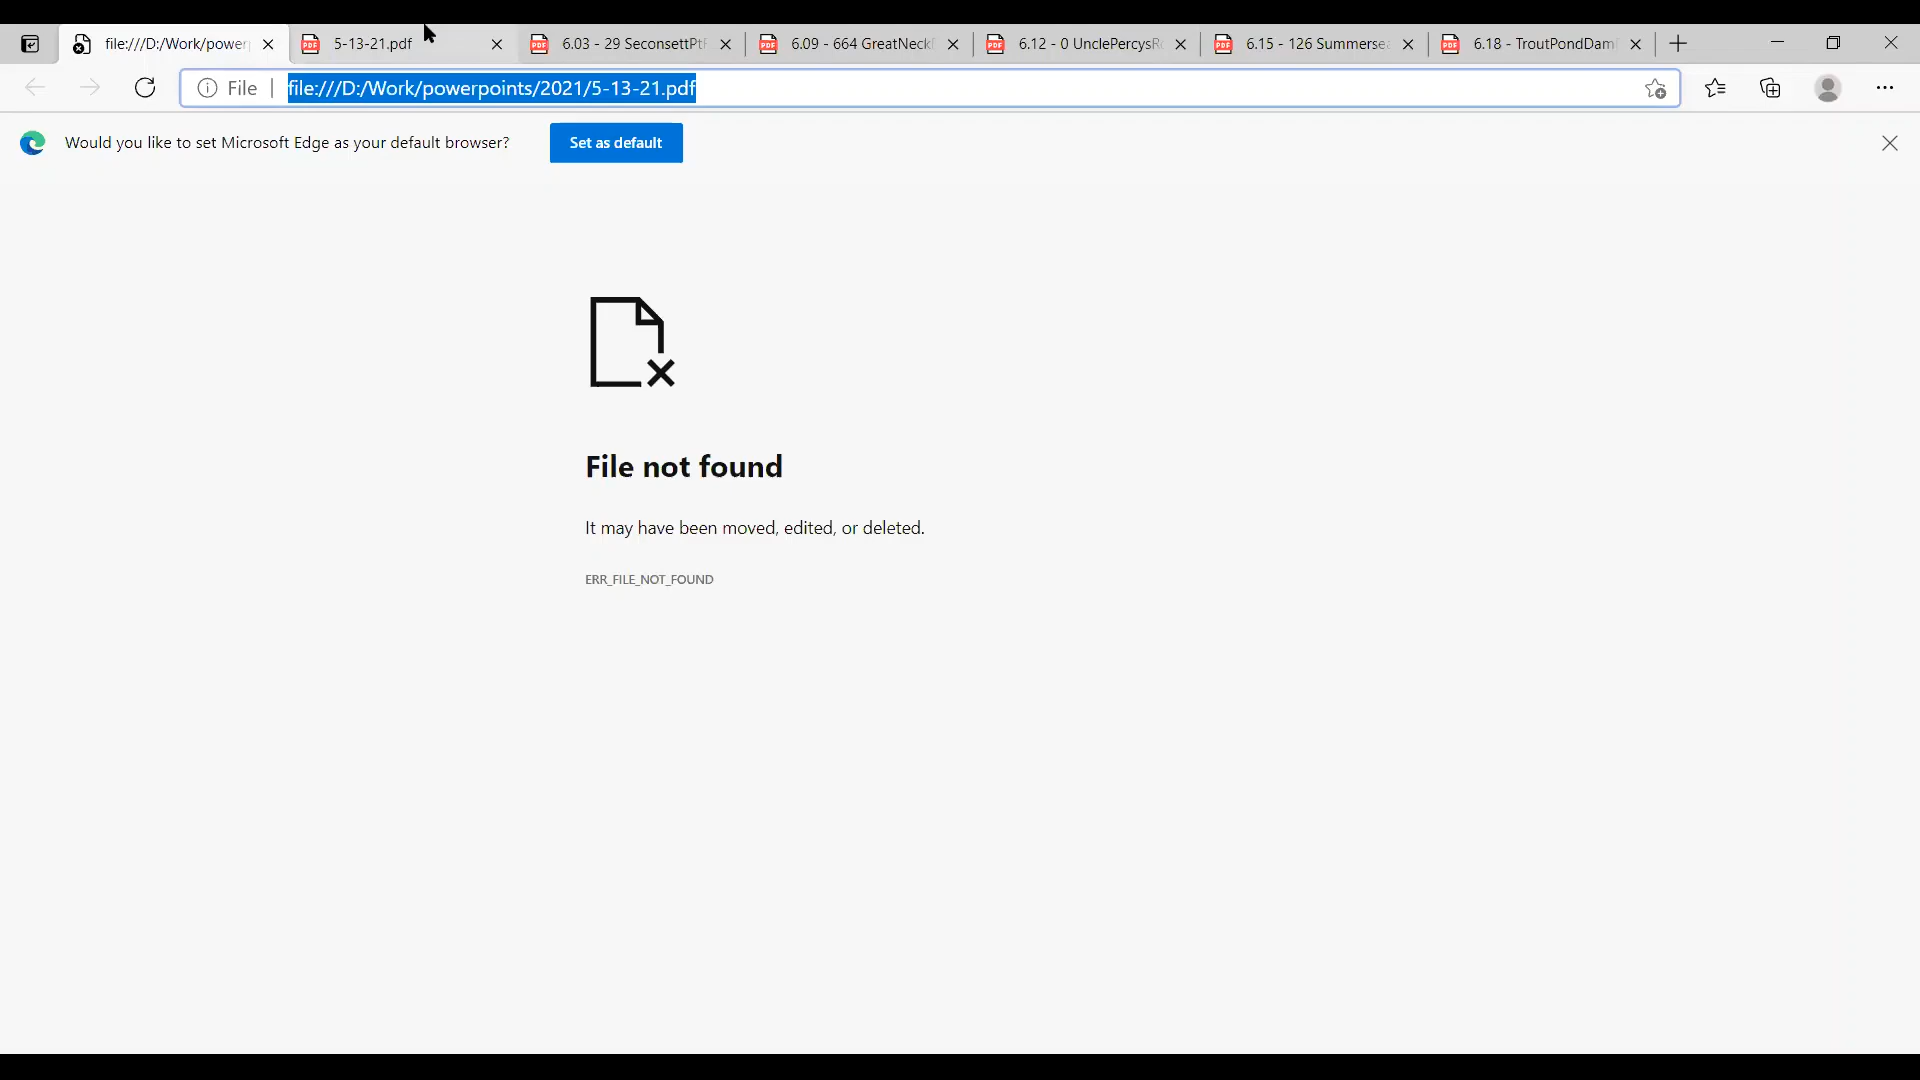 file:///D:/Work/power
5-13-21.pdf
6.03 - 29 SeconsettPt
6.09 - 664 GreatNeck
6.12 - 0 UnclePercysR
6.15 - 126 Summerse
6.18 - TroutPondDam
File
file:///D:/Work/powerpoints/2021/5-13-21.pdf
Would you like to set Microsoft Edge as your default browser?
Set as default
File not found
It may have been moved, edited, or deleted.
ERR_FILE_NOT_FOUND